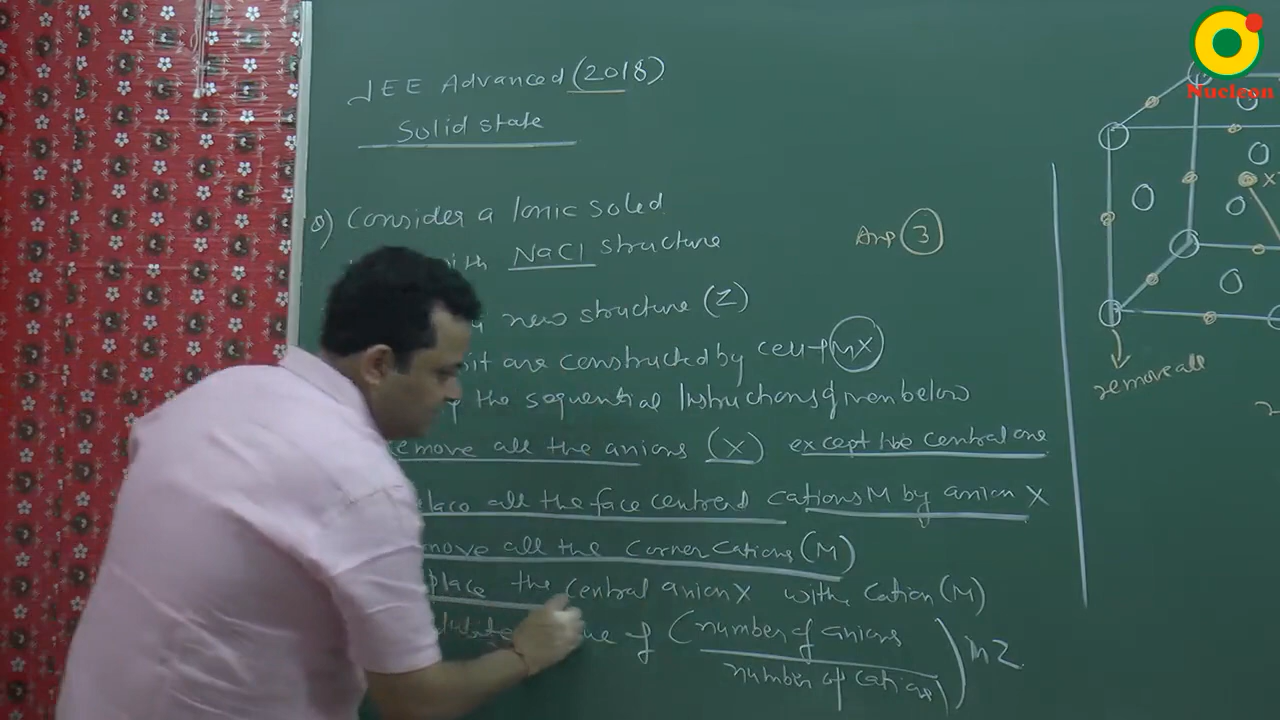 JEE Advanced (2018)
Solid state
Q) Consider a Ionic Solid
with NaCl structure
new structure (Z)
are constructed by cell → MX
the sequential Instructions given below
remove all the anions (X) except the central one
place all the face centred cations M by anion X
move all the corner cations (M)
place the central anion X with cation (M)
of (number of anions / number of cations) in Z
Ans 3
X
remove all
Nucleon